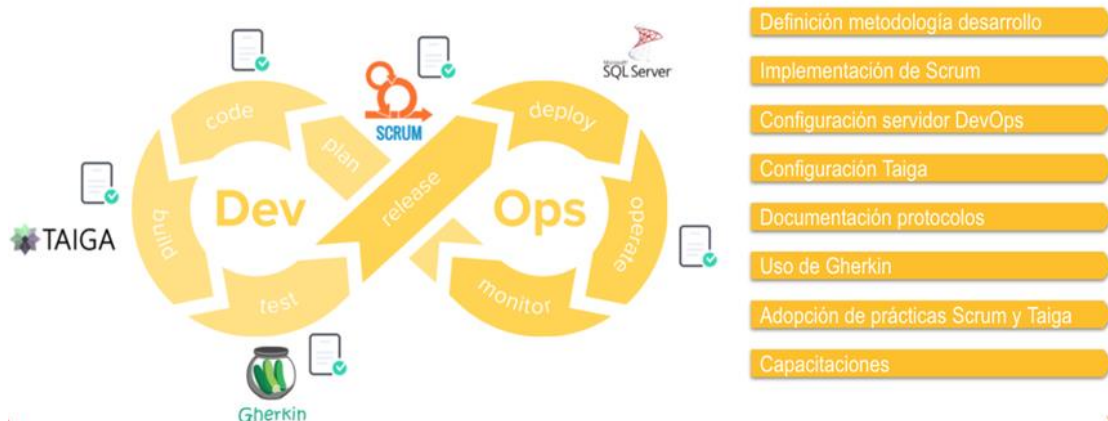 Microsoft
SQL Server
SCRUM
code
plan
deploy
Dev
release
Ops
build
operate
TAIGA
test
monitor
Gherkin
Definición metodología desarrollo
Implementación de Scrum
Configuración servidor DevOps
Configuración Taiga
Documentación protocolos
Uso de Gherkin
Adopción de prácticas Scrum y Taiga
Capacitaciones